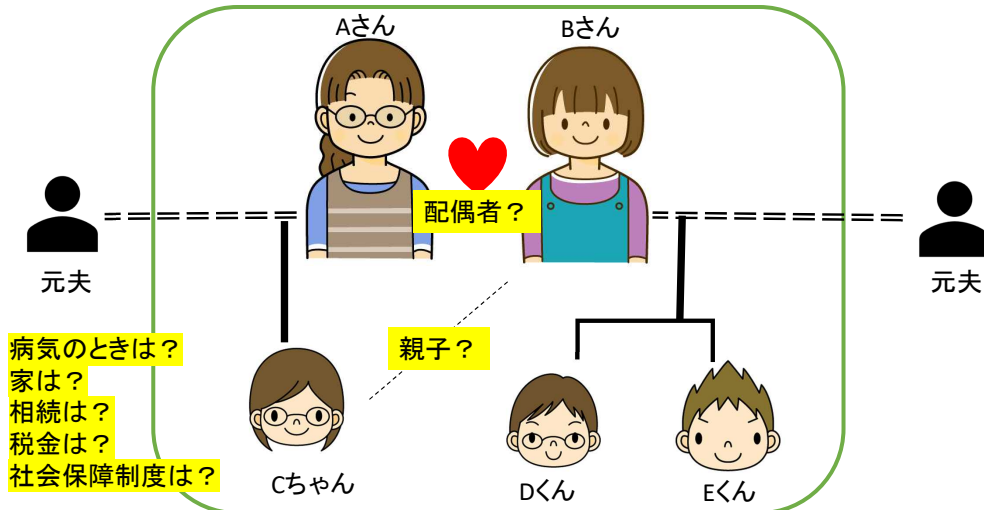 Aさん
Bさん
配偶者？
元夫
元夫
病気のときは？
家は？
相続は？
税金は？
社会保障制度は？
親子？
Cちゃん
Dくん
Eくん